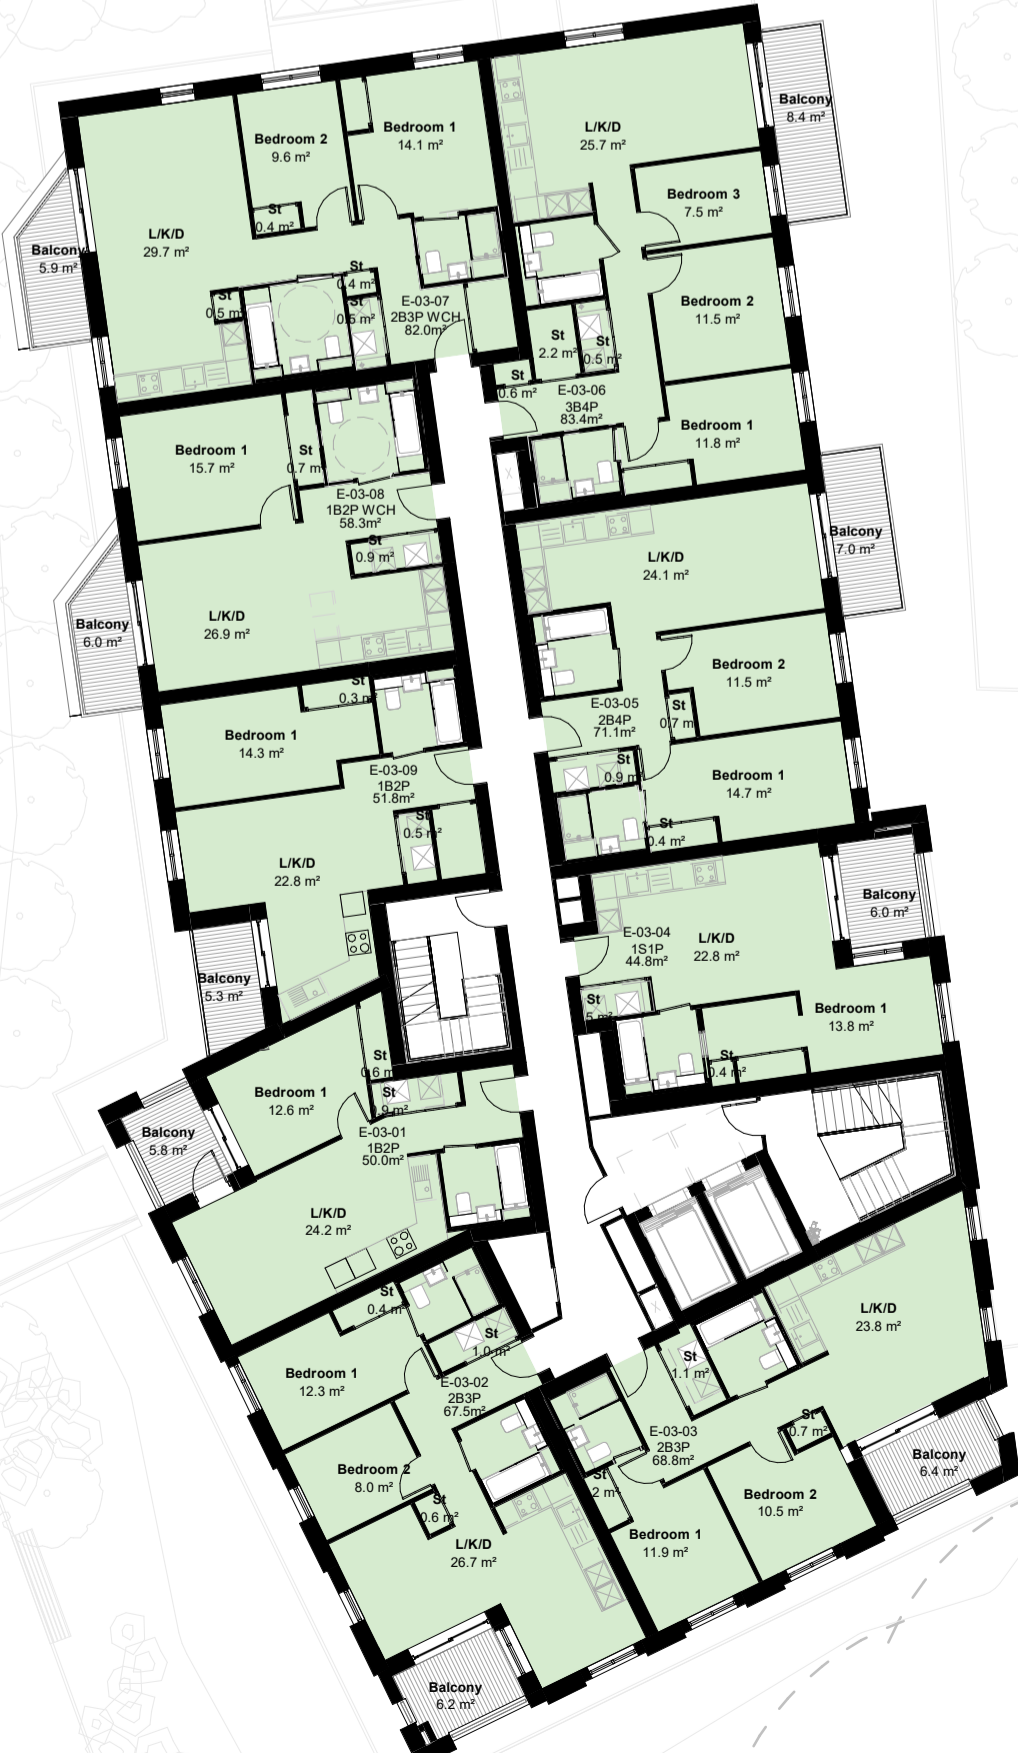 Balcony
8.4 m²
L/K/D
25.7 m²
Bedroom 1
14.1 m²
Bedroom 2
9.6 m²
Bedroom 3
7.5 m²
St
0.4 m²
L/K/D
29.7 m²
Balcony
5.9 m²
St
0.4 m²
St
0.5 m²
St
E-03-07
2B3P WCH
82.0m²
Bedroom 2
11.5 m²
St
2.2 m²
St
0.5 m²
St
0.6 m²
E-03-06
3B4P
83.4m²
Bedroom 1
11.8 m²
Bedroom 1
15.7 m²
St
0.7 m
E-03-08
1B2P WCH
58.3m²
St
0.9 m²
Balcony
7.0 m²
L/K/D
24.1 m²
L/K/D
26.9 m²
Balcony
6.0 m²
Bedroom 2
11.5 m²
St
0.3 m²
E-03-05
2B4P
71.1m²
St
0.7 m
Bedroom 1
14.3 m²
E-03-09
1B2P
51.8m²
St
0.9 m²
Bedroom 1
14.7 m²
St
0.5 m²
St
0.4 m²
L/K/D
22.8 m²
Balcony
6.0 m²
E-03-04
1S1P
44.8m²
L/K/D
22.8 m²
Balcony
5.3 m²
St
5 m²
Bedroom 1
13.8 m²
St
0.6 m
St
0.4 m²
Bedroom 1
12.6 m²
St
0.9 m²
Balcony
5.8 m²
E-03-01
1B2P
50.0m²
L/K/D
24.2 m²
St
0.4 m²
L/K/D
23.8 m²
St
1.0 m²
St
1.1 m²
Bedroom 1
12.3 m²
E-03-02
2B3P
67.5m²
St
0.7 m²
E-03-03
2B3P
68.8m²
Balcony
6.4 m²
Bedroom 2
8.0 m²
St
2 m²
Bedroom 2
10.5 m²
St
0.6 m²
Bedroom 1
11.9 m²
L/K/D
26.7 m²
Balcony
6.2 m²